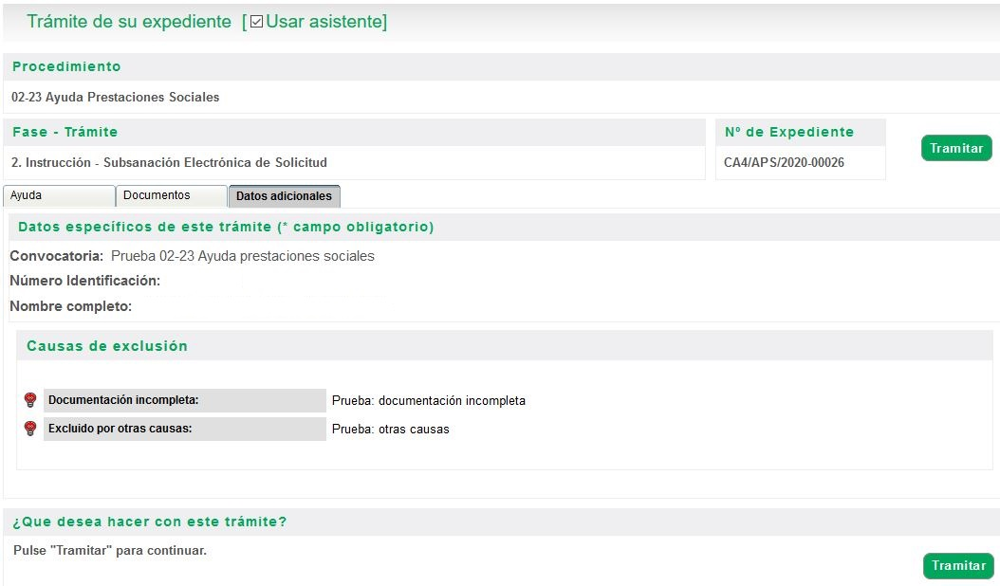 Trámite de su expediente [☑Usar asistente]
Procedimiento
02-23 Ayuda Prestaciones Sociales
Fase - Trámite
Nº de Expediente
Tramitar
2. Instrucción - Subsanación Electrónica de Solicitud
CA4/APS/2020-00026
Ayuda
Documentos
Datos adicionales
Datos específicos de este trámite (* campo obligatorio)
Convocatoria: Prueba 02-23 Ayuda prestaciones sociales
Número Identificación:
Nombre completo:
Causas de exclusión
Documentación incompleta: Prueba: documentación incompleta
Excluido por otras causas: Prueba: otras causas
¿Que desea hacer con este trámite?
Pulse "Tramitar" para continuar.
Tramitar